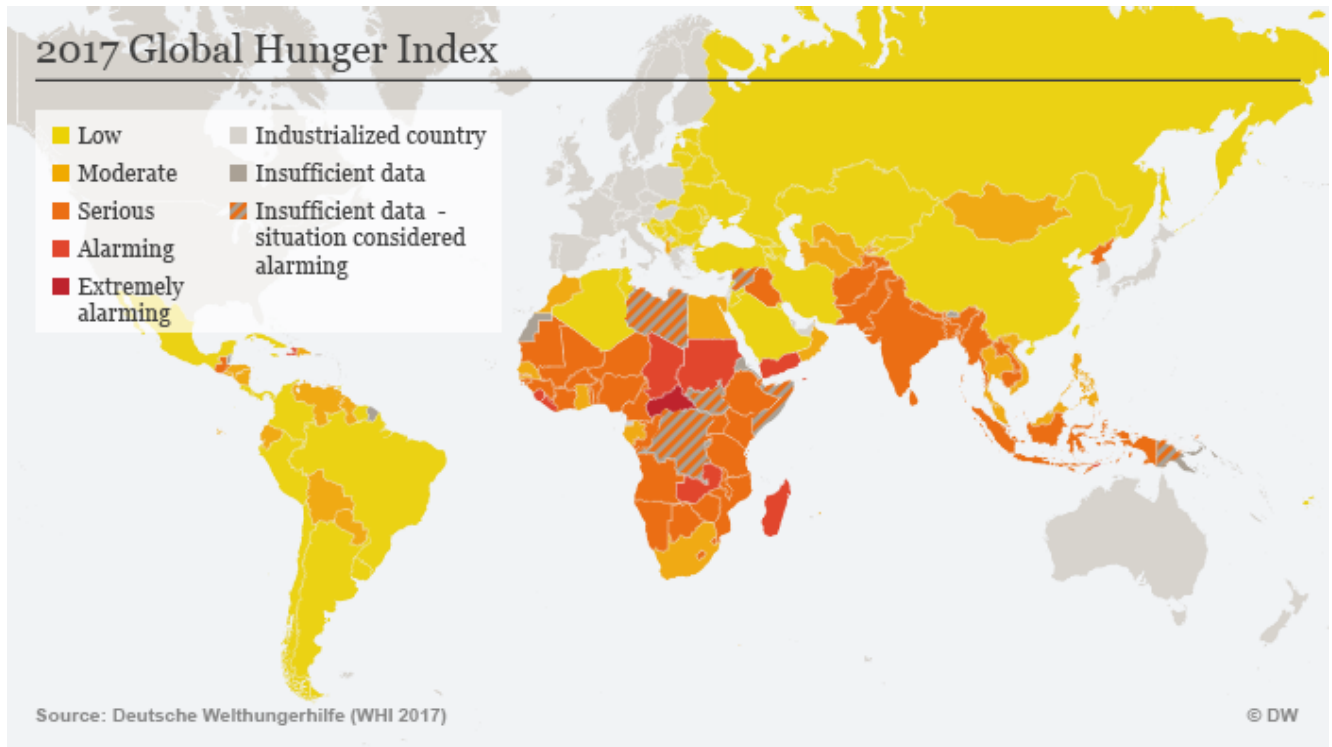 2017 Global Hunger Index
Low
Moderate
Serious
Alarming
Extremely
alarming
Industrialized country
Insufficient data
Insufficient data -
situation considered
alarming
Source: Deutsche Welthungerhilfe (WHI 2017)
© DW